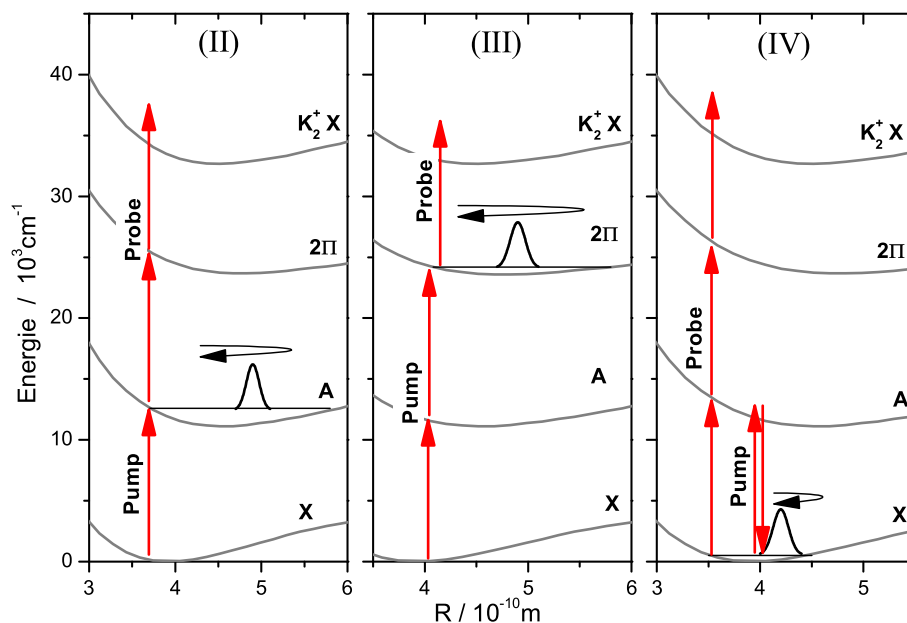 (II)
(III)
(IV)
Energie / 10³cm⁻¹
40
30
20
10
0
K₂⁺ X
2Π
A
X
Probe
Pump
K₂⁺ X
2Π
A
X
Probe
Pump
K₂⁺ X
2Π
A
X
Probe
Pump
3 4 5 6
4 5 6
3 4 5
R / 10⁻¹⁰m